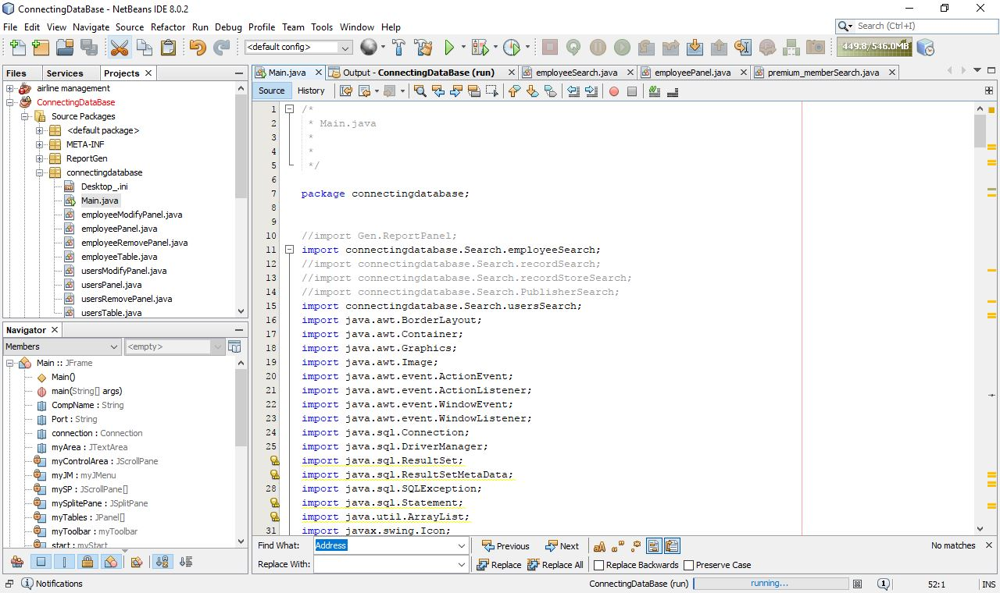 ConnectingDataBase - NetBeans IDE 8.0.2
File Edit View Navigate Source Refactor Run Debug Profile Team Tools Window Help
Search (Ctrl+I)
<default config>
449.8/546.0MB
Files Services Projects
Main.java Output - ConnectingDataBase (run) employeeSearch.java employeePanel.java premium_memberSearch.java
Source History
airline management
ConnectingDataBase
Source Packages
<default package>
META-INF
ReportGen
connectingdatabase
Desktop_.ini
Main.java
employeeModifyPanel.java
employeePanel.java
employeeRemovePanel.java
employeeTable.java
usersModifyPanel.java
usersPanel.java
usersRemovePanel.java
usersTable.java
Navigator
Members <empty>
Main :: JFrame
Main()
main(String[] args)
CompName : String
Port : String
connection : Connection
myArea : JTextArea
myControlArea : JScrollPane
myJM : myJMenu
mySP : JScrollPane[]
mySplitePane : JSplitPane
myTables : JPanel[]
myToolbar : myToolbar
start : myStart
1 /*
2 * Main.java
3 *
4 *
5 */
6
7 package connectingdatabase;
8
9
10 //import Gen.ReportPanel;
11 import connectingdatabase.Search.employeeSearch;
12 //import connectingdatabase.Search.recordSearch;
13 //import connectingdatabase.Search.recordStoreSearch;
14 //import connectingdatabase.Search.PublisherSearch;
15 import connectingdatabase.Search.usersSearch;
16 import java.awt.BorderLayout;
17 import java.awt.Container;
18 import java.awt.Graphics;
19 import java.awt.Image;
20 import java.awt.event.ActionEvent;
21 import java.awt.event.ActionListener;
22 import java.awt.event.WindowEvent;
23 import java.awt.event.WindowListener;
24 import java.sql.Connection;
25 import java.sql.DriverManager;
import java.sql.ResultSet;
import java.sql.ResultSetMetaData;
28 import java.sql.SQLException;
import java.sql.Statement;
import java.util.ArrayList;
31 import javax.swing.Icon;
Find What: Address Previous Next No matches
Replace With: Replace Replace All Replace Backwards Preserve Case
Notifications ConnectingDataBase (run) running... 1 52:1 INS